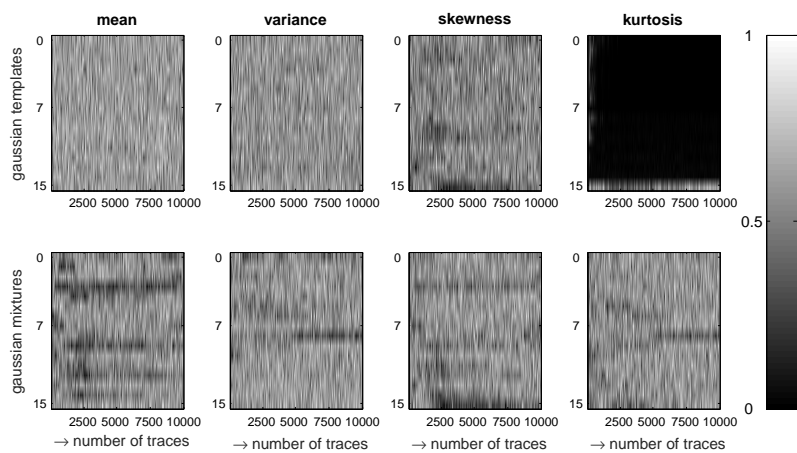 mean variance skewness kurtosis
gaussian templates
0 0 0 0
7 7 7 7
15 15 15 15
2500 5000 7500 10000 2500 5000 7500 10000 2500 5000 7500 10000 2500 5000 7500 10000
gaussian mixtures
0 0 0 0
7 7 7 7
15 15 15 15
2500 5000 7500 10000 2500 5000 7500 10000 2500 5000 7500 10000 2500 5000 7500 10000
→ number of traces → number of traces → number of traces → number of traces
1
0.5
0